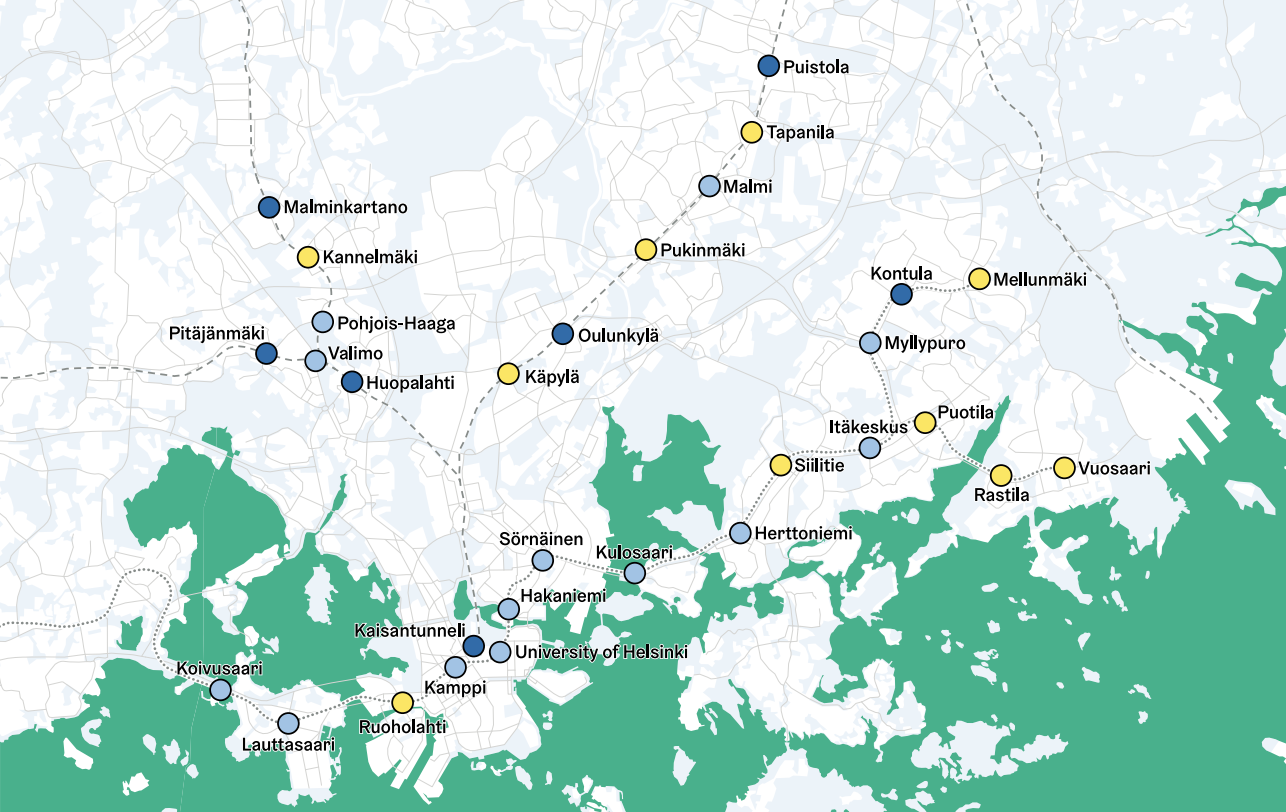 Puistola
Tapanila
Malmi
Malminkartano
Kannelmäki
Pukinmäki
Kontula
Mellunmäki
Pohjois-Haaga
Pitäjänmäki
Oulunkylä
Myllypuro
Valimo
Huopalahti
Käpylä
Puotila
Itäkeskus
Siilitie
Vuosaari
Rastila
Herttoniemi
Sörnäinen
Kulosaari
Hakaniemi
Kaisantunneli
University of Helsinki
Koivusaari
Kamppi
Ruoholahti
Lauttasaari